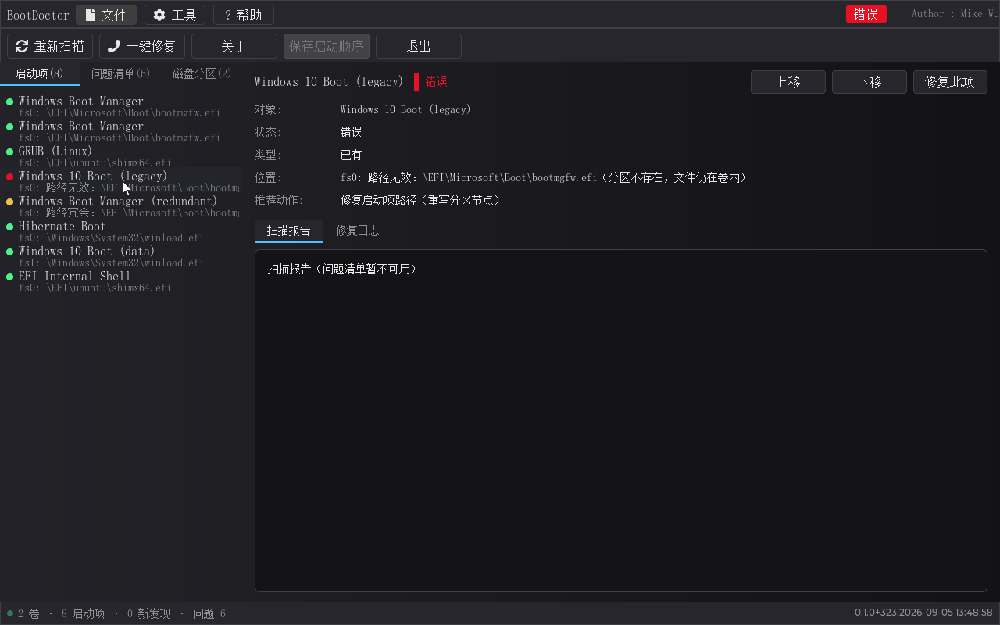 BootDoctor 文件 工具 ? 帮助 错误 Author : Mike Wu
重新扫描 一键修复 关于 保存启动顺序 退出
启动项(8) 问题清单(6) 磁盘分区(2)
Windows Boot Manager
fs0: \EFI\Microsoft\Boot\bootmgfw.efi
Windows Boot Manager
fs0: \EFI\Microsoft\Boot\bootmgfw.efi
GRUB (Linux)
fs0: \EFI\ubuntu\shimx64.efi
Windows 10 Boot (legacy)
fs0: 路径无效: \EFI\Microsoft\Boot\bootm
Windows Boot Manager (redundant)
fs0: 路径冗余: \EFI\Microsoft\Boot\bootm
Hibernate Boot
fs0: \Windows\System32\winload.efi
Windows 10 Boot (data)
fs1: \Windows\System32\winload.efi
EFI Internal Shell
fs0: \EFI\ubuntu\shimx64.efi
Windows 10 Boot (legacy) 错误 上移 下移 修复此项
对象: Windows 10 Boot (legacy)
状态: 错误
类型: 已有
位置: fs0: 路径无效: \EFI\Microsoft\Boot\bootmgfw.efi（分区不存在，文件仍在卷内）
推荐动作: 修复启动项路径（重写分区节点）
扫描报告 修复日志
扫描报告（问题清单暂不可用）
2 卷 · 8 启动项 · 0 新发现 · 问题 6
0.1.0+323.2026-09-05 13:48:58